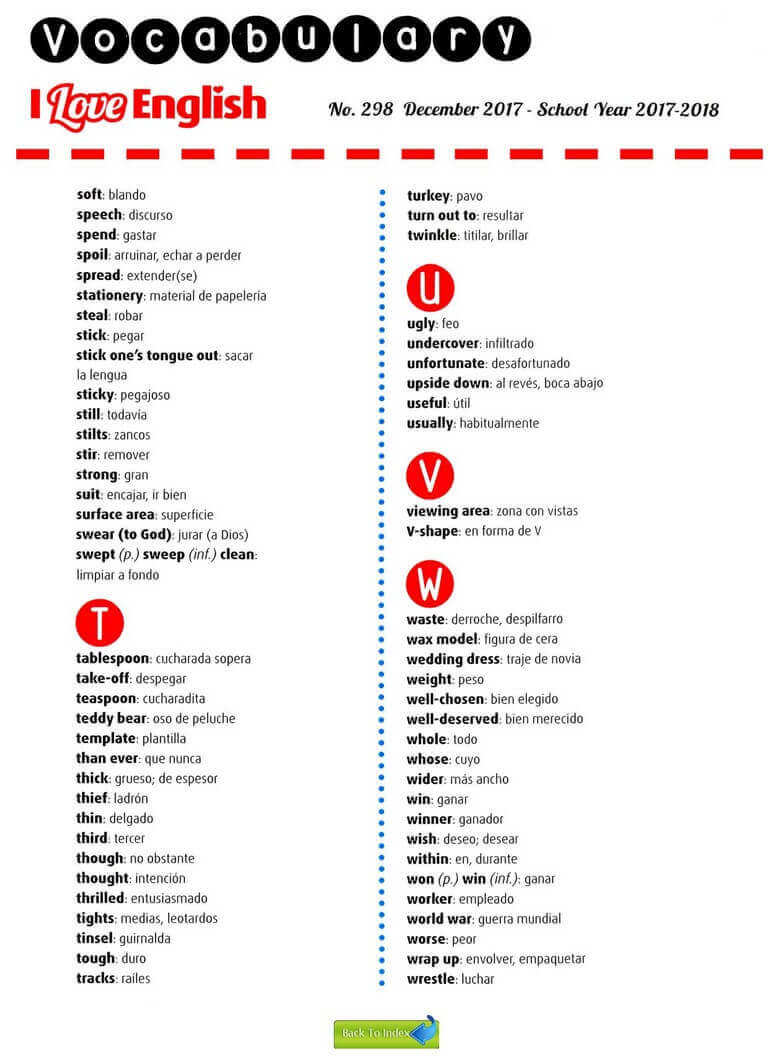 Vocabulary
I Love English
No. 298 December 2017 - School Year 2017-2018
soft: blando
speech: discurso
spend: gastar
spoil: arruinar, echar a perder
spread: extender(se)
stationery: material de papelería
steal: robar
stick: pegar
stick one's tongue out: sacar
la lengua
sticky: pegajoso
still: todavía
stilts: zancos
stir: remover
strong: gran
suit: encajar, ir bien
surface area: superficie
swear (to God): jurar (a Dios)
swept (p.) sweep (inf.) clean:
limpiar a fondo
T
tablespoon: cucharada sopera
take-off: despegar
teaspoon: cucharadita
teddy bear: oso de peluche
template: plantilla
than ever: que nunca
thick: grueso; de espesor
thief: ladrón
thin: delgado
third: tercer
though: no obstante
thought: intención
thrilled: entusiasmado
tights: medias, leotardos
tinsel: guirnalda
tough: duro
tracks: raíles
turkey: pavo
turn out to: resultar
twinkle: titilar, brillar
U
ugly: feo
undercover: infiltrado
unfortunate: desafortunado
upside down: al revés, boca abajo
useful: útil
usually: habitualmente
V
viewing area: zona con vistas
V-shape: en forma de V
W
waste: derroche, despilfarro
wax model: figura de cera
wedding dress: traje de novia
weight: peso
well-chosen: bien elegido
well-deserved: bien merecido
whole: todo
whose: cuyo
wider: más ancho
win: ganar
winner: ganador
wish: deseo; desear
within: en, durante
won (p.) win (inf.): ganar
worker: empleado
world war: guerra mundial
worse: peor
wrap up: envolver, empaquetar
wrestle: luchar
Back To Index